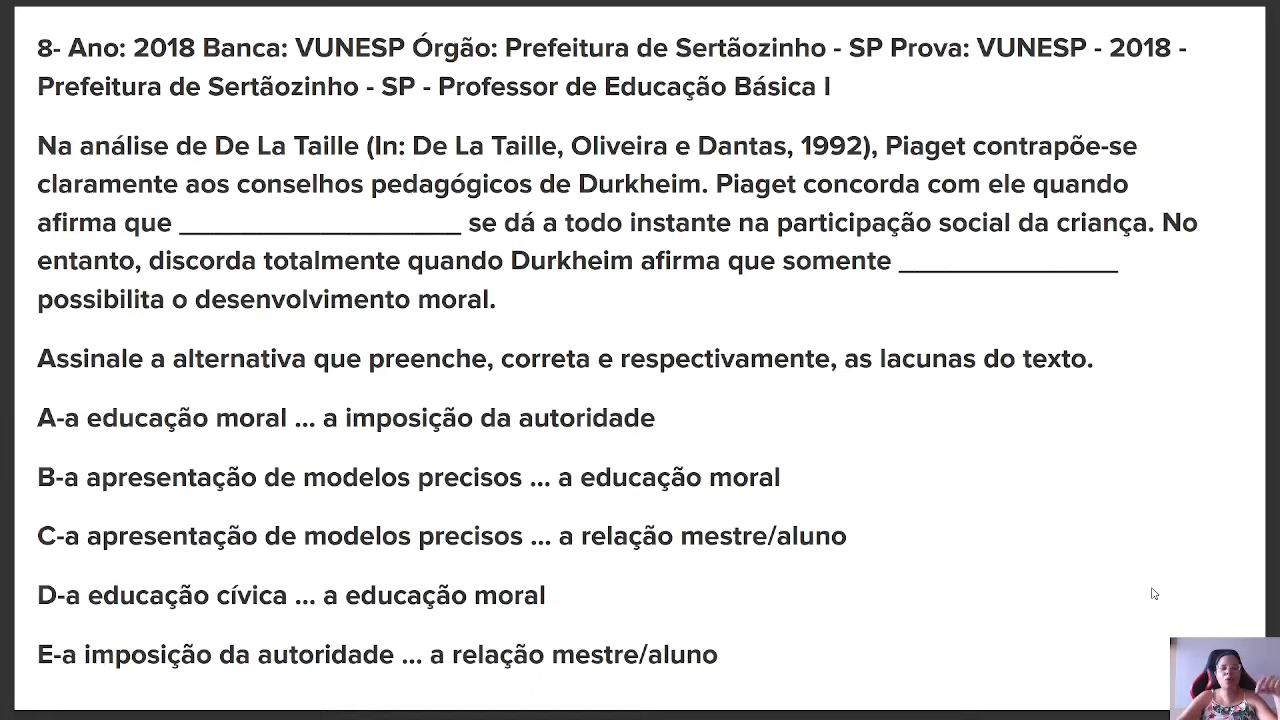 8- Ano: 2018 Banca: VUNESP Órgão: Prefeitura de Sertãozinho - SP Prova: VUNESP - 2018 -
Prefeitura de Sertãozinho - SP - Professor de Educação Básica I
Na análise de De La Taille (In: De La Taille, Oliveira e Dantas, 1992), Piaget contrapõe-se
claramente aos conselhos pedagógicos de Durkheim. Piaget concorda com ele quando
afirma que ____________________ se dá a todo instante na participação social da criança. No
entanto, discorda totalmente quando Durkheim afirma que somente ________________
possibilita o desenvolvimento moral.
Assinale a alternativa que preenche, correta e respectivamente, as lacunas do texto.
A-a educação moral ... a imposição da autoridade
B-a apresentação de modelos precisos ... a educação moral
C-a apresentação de modelos precisos ... a relação mestre/aluno
D-a educação cívica ... a educação moral
E-a imposição da autoridade ... a relação mestre/aluno